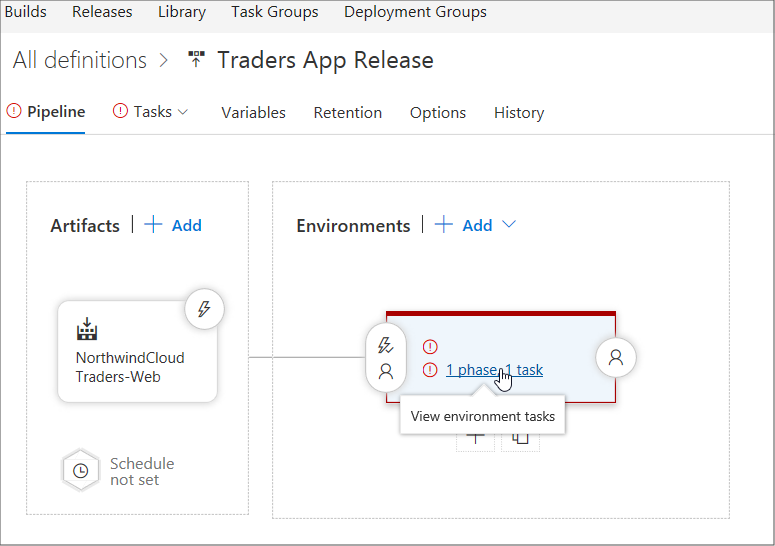 Builds Releases Library Task Groups Deployment Groups
All definitions > Traders App Release
Pipeline Tasks Variables Retention Options History
Artifacts | + Add
Environments | + Add
NorthwindCloud
Traders-Web
1 phase, 1 task
View environment tasks
Schedule
not set